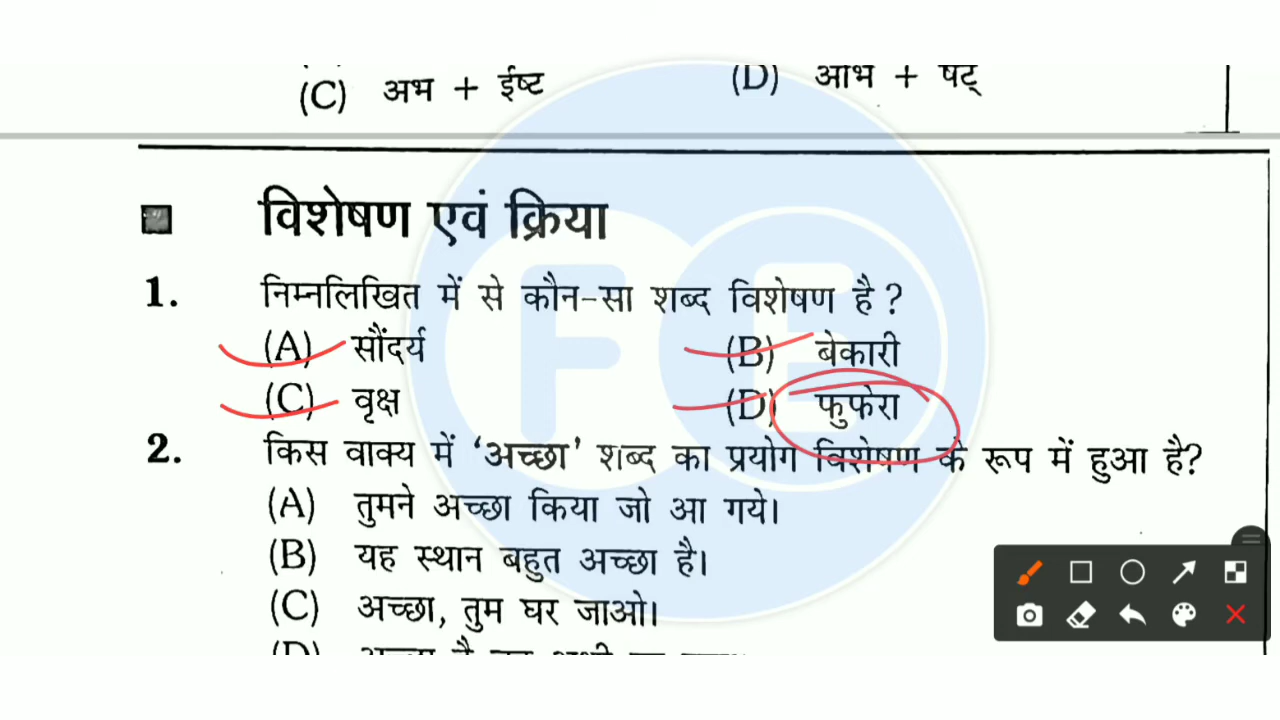 (C) अभ + ईष्ट (D) आभ + षट्
■ विशेषण एवं क्रिया
1. निम्नलिखित में से कौन-सा शब्द विशेषण है ?
(A) सौंदर्य (B) बेकारी
(C) वृक्ष (D) फुफेरा
2. किस वाक्य में ‘अच्छा’ शब्द का प्रयोग विशेषण के रूप में हुआ है?
(A) तुमने अच्छा किया जो आ गये।
(B) यह स्थान बहुत अच्छा है।
(C) अच्छा, तुम घर जाओ।
FE